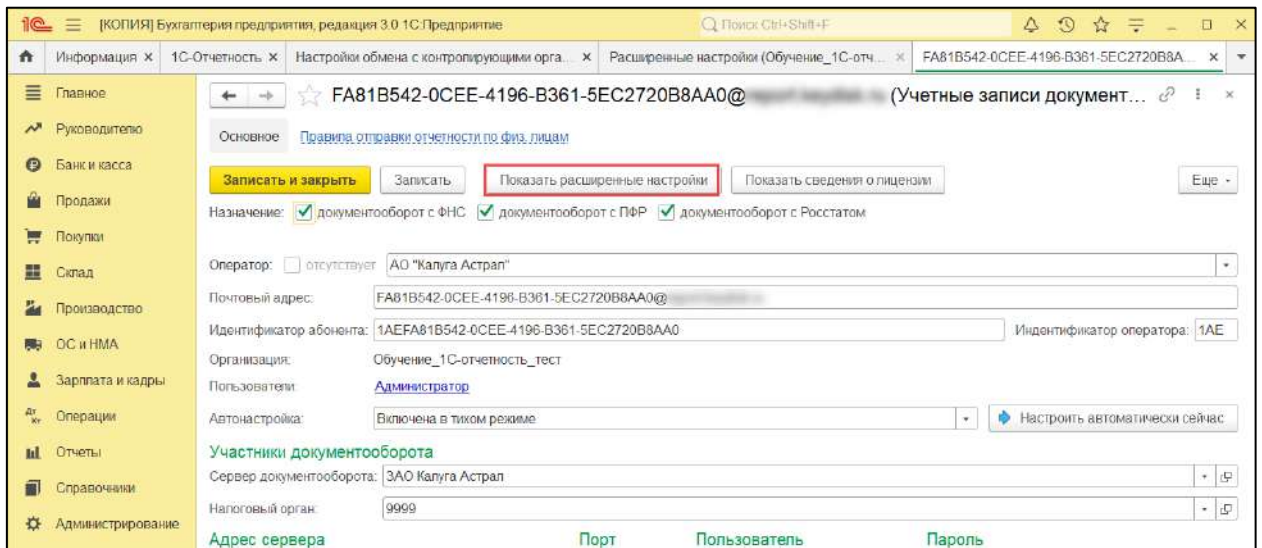 [КОПИЯ] Бухгалтерия предприятия, редакция 3.0 1С:Предприятие Поиск Ctrl+Shift+F
Информация 1С-Отчетность Настройки обмена с контролирующими орга... Расширенные настройки (Обучение_1С-отч... FA81B542-0CEE-4196-B361-5EC2720B8A...
Главное
Руководителю
Банк и касса
Продажи
Покупки
Склад
Производство
ОС и НМА
Зарплата и кадры
Операции
Отчеты
Справочники
Администрирование
FA81B542-0CEE-4196-B361-5EC2720B8AA0@ (Учетные записи документ...
Основное Правила отправки отчетности по физ. лицам
Записать и закрыть Записать Показать расширенные настройки Показать сведения о лицензии Еще
Назначение: документооборот с ФНС документооборот с ПФР документооборот с Росстатом
Оператор: отсутствует АО "Калуга Астрал"
Почтовый адрес: FA81B542-0CEE-4196-B361-5EC2720B8AA0@
Идентификатор абонента: 1AEFA81B542-0CEE-4196-B361-5EC2720B8AA0 Индентификатор оператора: 1AE
Организация: Обучение_1С-отчетность_тест
Пользователи: Администратор
Автонастройка: Включена в тихом режиме Настроить автоматически сейчас
Участники документооборота
Сервер документооборота: ЗАО Калуга Астрал
Налоговый орган: 9999
Адрес сервера Порт Пользователь Пароль